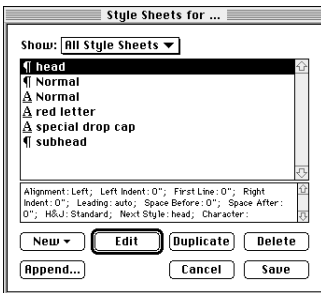 Style Sheets for ...
Show: All Style Sheets
¶ head
¶ Normal
A Normal
A red letter
A special drop cap
¶ subhead
Alignment: Left; Left Indent: 0"; First Line: 0"; Right
Indent: 0"; Leading: auto; Space Before: 0"; Space After:
0"; H&J: Standard; Next Style: head; Character:
New Edit Duplicate Delete
Append... Cancel Save